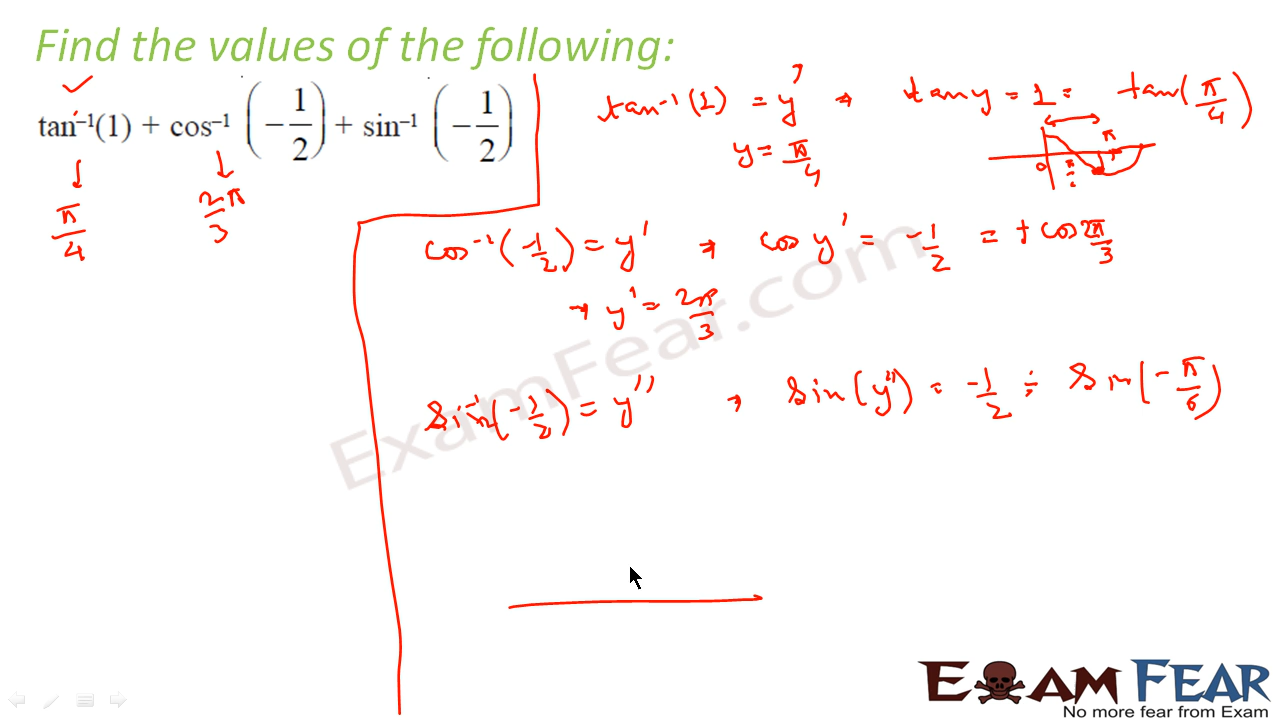 Find the values of the following:
tan⁻¹(1) + cos⁻¹ (−1/2) + sin⁻¹ (−1/2)
π/4
2π/3
tan⁻¹(1) = y → tan y = 1 = tan(π/4)
y = π/4
0 π/2 π
cos⁻¹(-1/2) = y' → cos y' = -1/2 = + cos 2π/3
→ y' = 2π/3
sin⁻¹(-1/2) = y'' → sin(y'') = -1/2 = sin(-π/6)
ExamFear.com
EXAM FEAR
No more fear from Exam